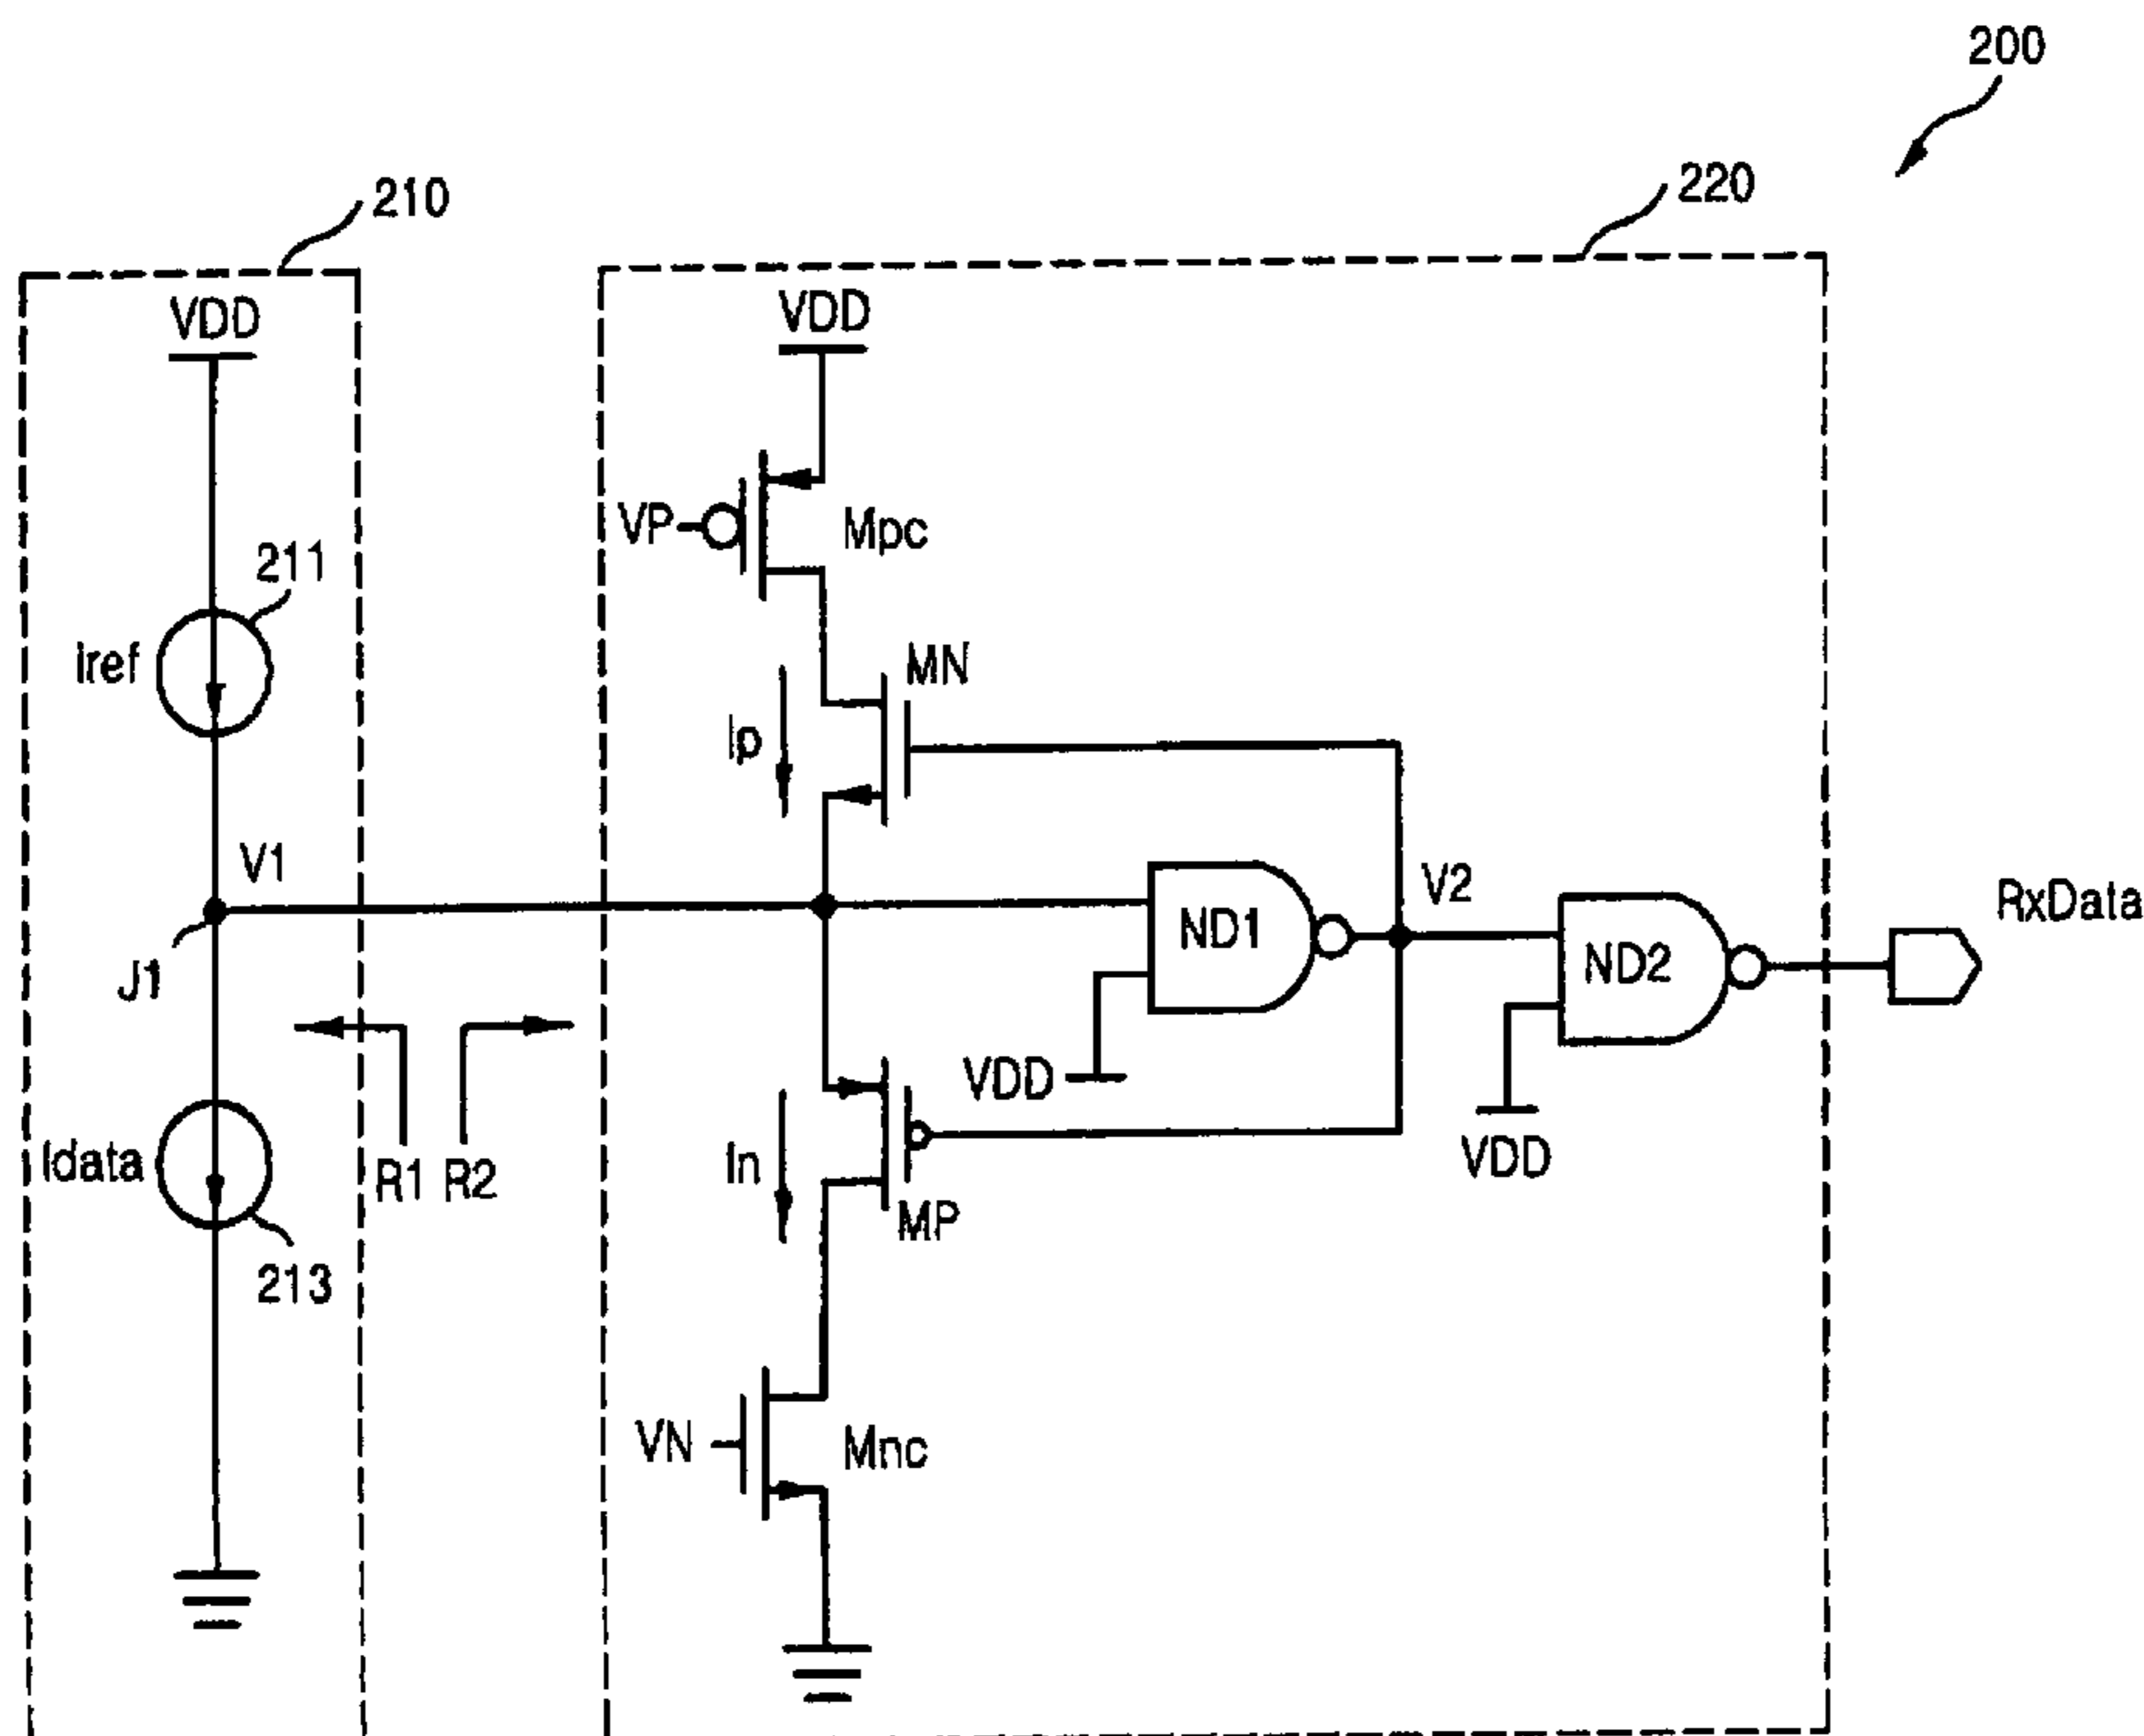 200
210
220
VDD
VDD
VP
Mpc
211
Iref
MN
Ip
V1
V2
RxData
ND1
ND2
J1
VDD
VDD
Idata
R1
R2
In
MP
213
VN
Mnc